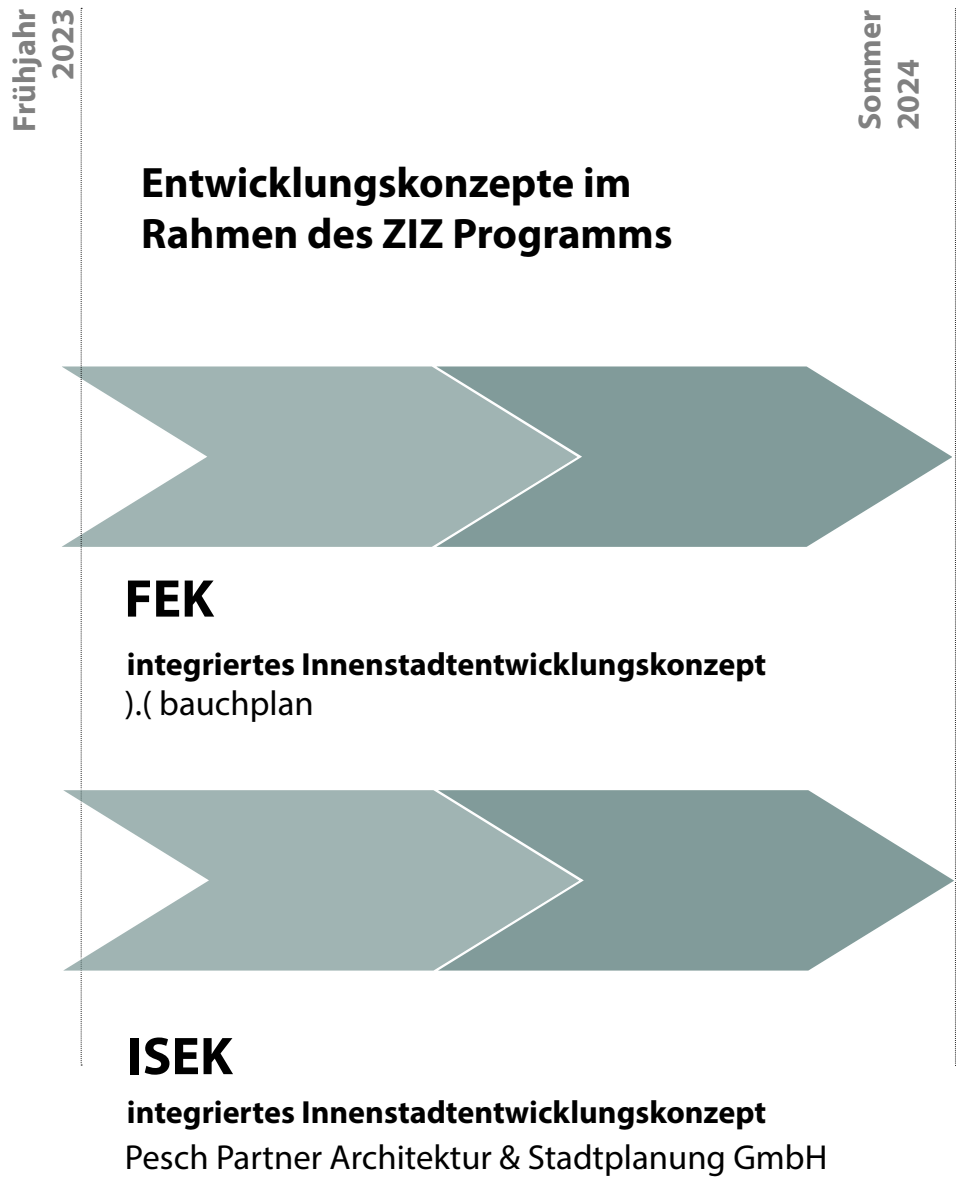 Frühjahr
2023
Sommer
2024
Entwicklungskonzepte im
Rahmen des ZIZ Programms
FEK
integriertes Innenstadtentwicklungskonzept
).( bauchplan
ISEK
integriertes Innenstadtentwicklungskonzept
Pesch Partner Architektur & Stadtplanung GmbH